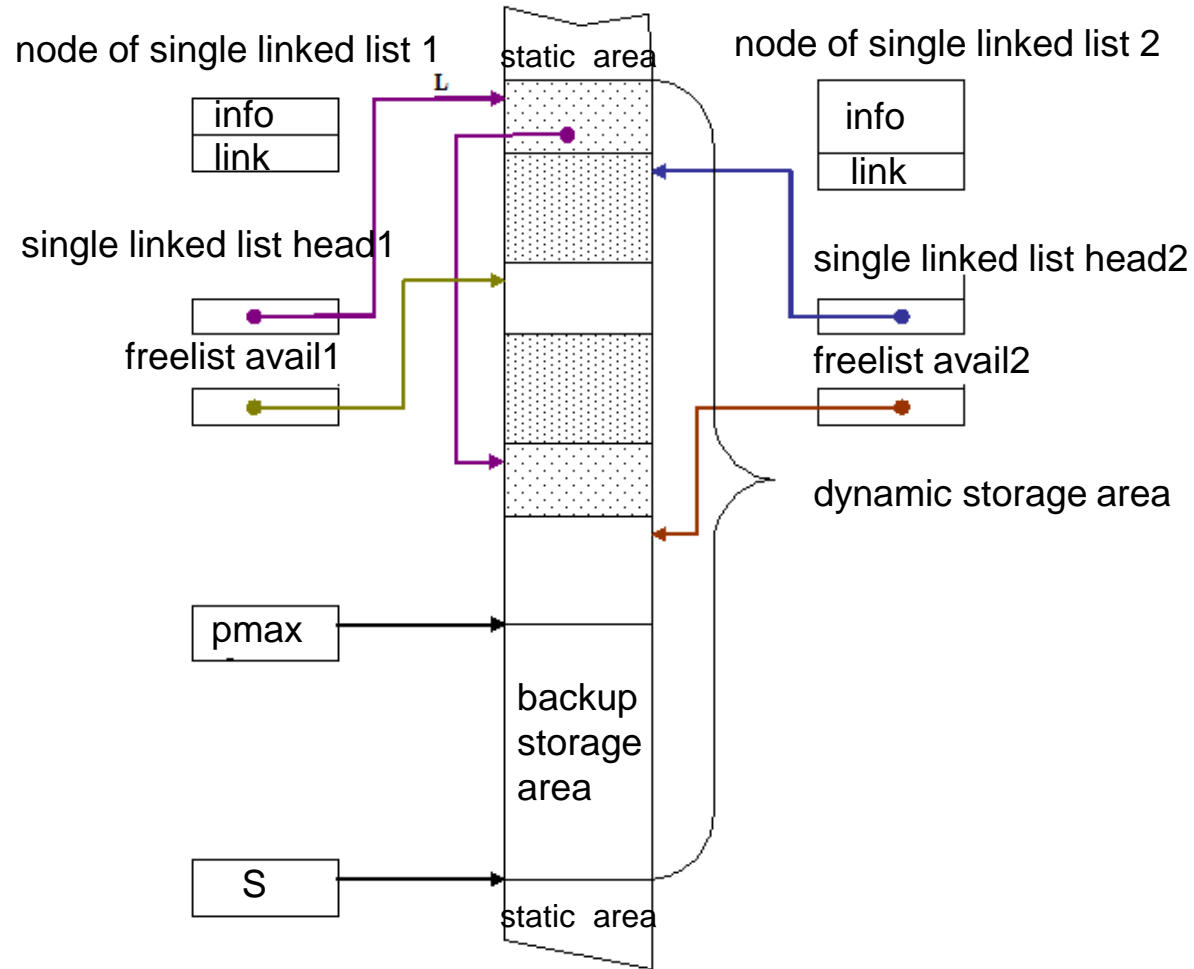 node of single linked list 1
static area
node of single linked list 2
L
info
link
info
link
single linked list head1
single linked list head2
freelist avail1
freelist avail2
dynamic storage area
pmax
backup
storage
area
S
static area